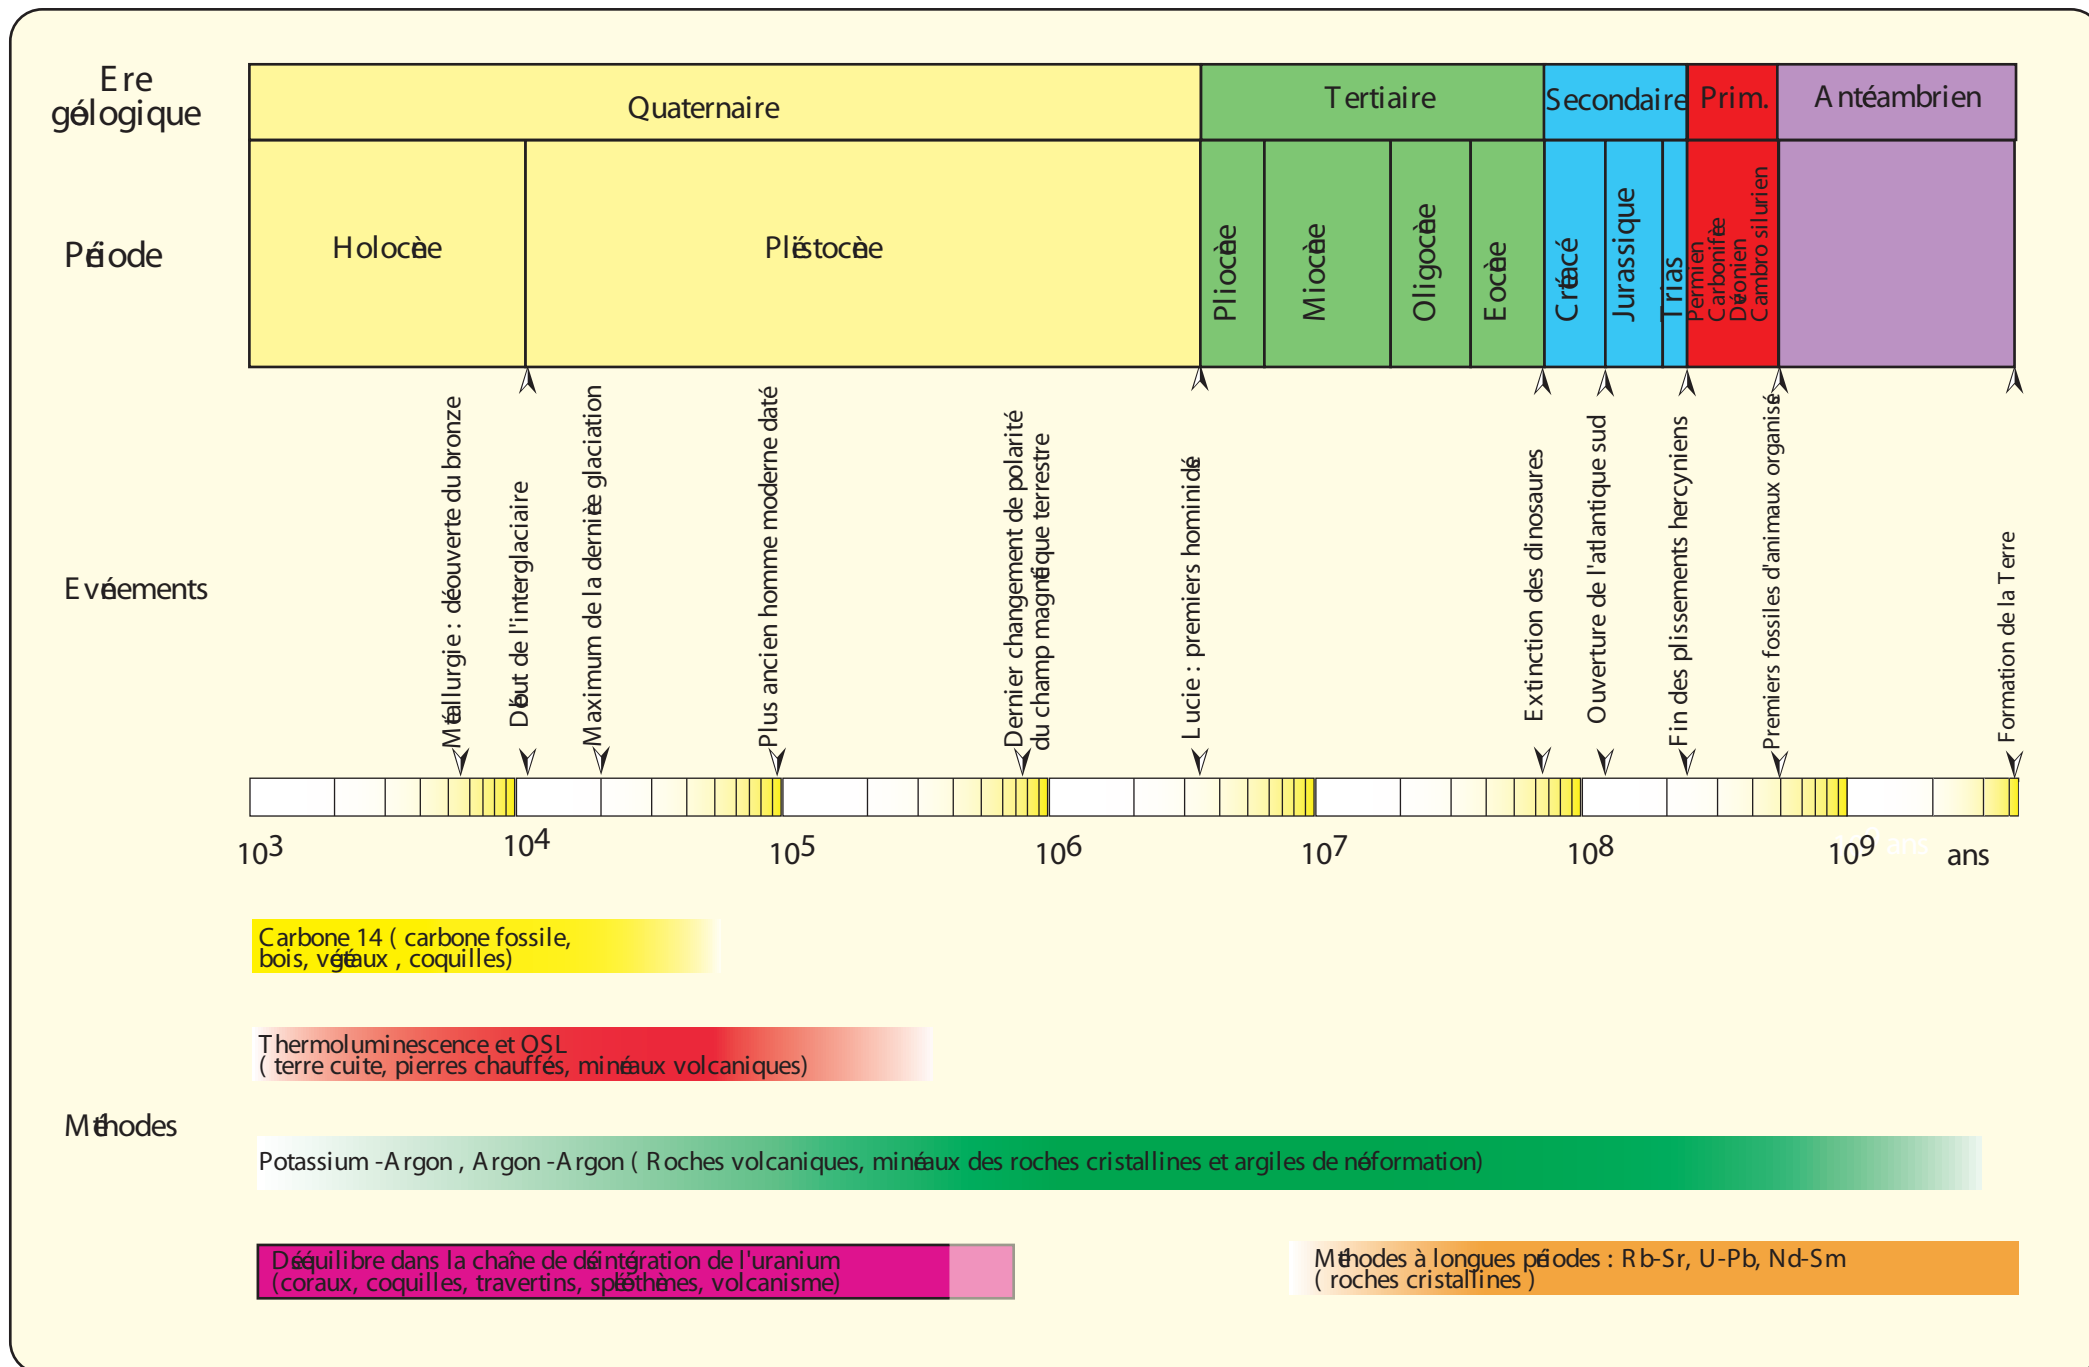 Ere
géologique
Quaternaire
Tertiaire
Secondaire
Prim.
Antécambrien
Période
Holocène
Pléistocène
Pliocène
Miocène
Oligocène
Eocène
Crétacé
Jurassique
Trias
Permien
Carbonifère
Dévonien
Cambro silurien
Evénements
Métallurgie : découverte du bronze
Début de l'interglaciaire
Maximum de la dernière glaciation
Plus ancien homme moderne daté
Dernier changement de polarité
du champ magnétique terrestre
Lucie : premiers hominidés
Extinction des dinosaures
Ouverture de l'atlantique sud
Fin des plissements hercyniens
Premiers fossiles d'animaux organisés
Formation de la Terre
10³
10⁴
10⁵
10⁶
10⁷
10⁸
10⁹ ans
ans
Carbone 14 ( carbone fossile,
bois, végétaux , coquilles)
Thermoluminescence et OSL
( terre cuite, pierres chauffés, minéraux volcaniques)
Méthodes
Potassium -Argon , Argon -Argon ( Roches volcaniques, minéraux des roches cristallines et argiles de néoformation)
Déséquilibre dans la chaîne de désintégration de l'uranium
(coraux, coquilles, travertins, spéléothèmes, volcanisme)
Méthodes à longues périodes : Rb-Sr, U-Pb, Nd-Sm
( roches cristallines )